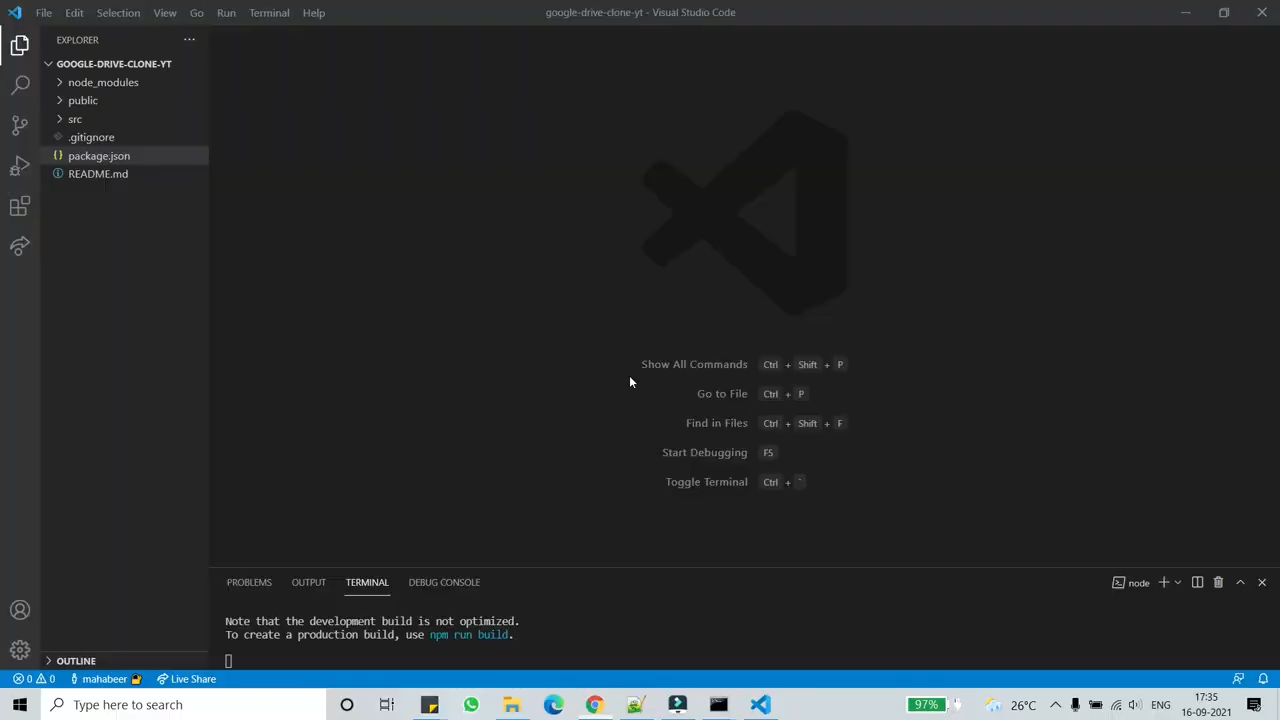 File Edit Selection View Go Run Terminal Help google-drive-clone-yt - Visual Studio Code
EXPLORER
GOOGLE-DRIVE-CLONE-YT
node_modules
public
src
.gitignore
{} package.json
README.md
Show All Commands Ctrl + Shift + P
Go to File Ctrl + P
Find in Files Ctrl + Shift + F
Start Debugging F5
Toggle Terminal Ctrl + `
PROBLEMS OUTPUT TERMINAL DEBUG CONSOLE node
Note that the development build is not optimized.
To create a production build, use npm run build.
OUTLINE
0 0 mahabeer Live Share
Type here to search 97% 26°C ENG 17:35
16-09-2021